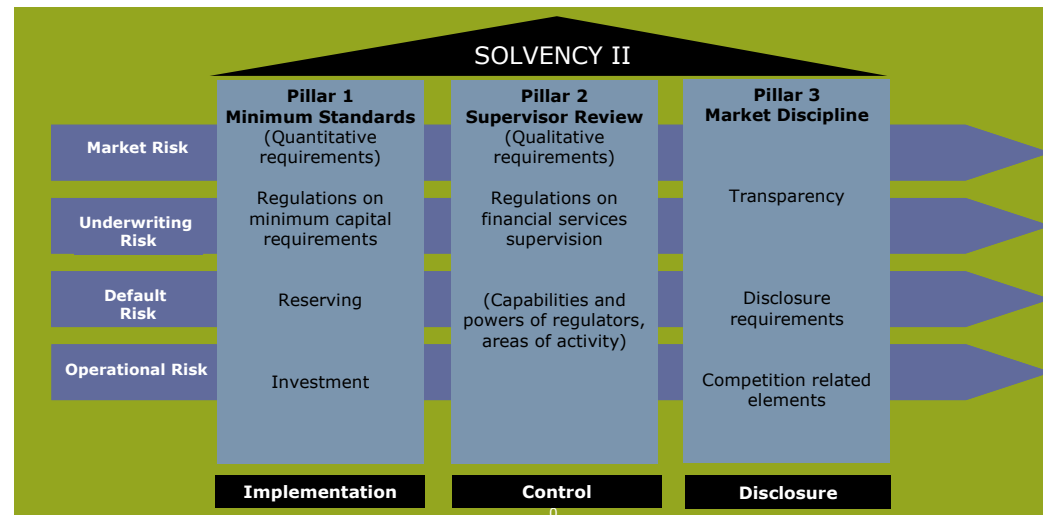 SOLVENCY II
Pillar 1
Minimum Standards
(Quantitative
requirements)
Regulations on
minimum capital
requirements
Reserving
Investment
Pillar 2
Supervisor Review
(Qualitative
requirements)
Regulations on
financial services
supervision
(Capabilities and
powers of regulators,
areas of activity)
Pillar 3
Market Discipline
Transparency
Disclosure
requirements
Competition related
elements
Market Risk
Underwriting
Risk
Default
Risk
Operational Risk
Implementation
Control
Disclosure